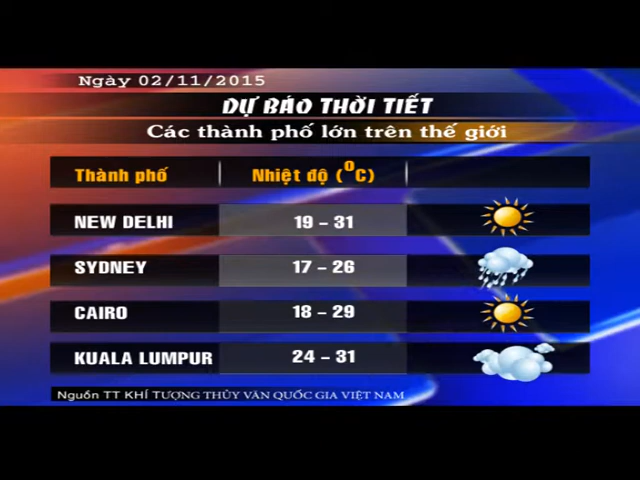 Ngày 02/11/2015
DỰ BÁO THỜI TIẾT
Các thành phố lớn trên thế giới
Thành phố Nhiệt độ (⁰C)
NEW DELHI 19 – 31
SYDNEY 17 – 26
CAIRO 18 – 29
KUALA LUMPUR 24 – 31
Nguồn TT KHÍ TƯỢNG THỦY VĂN QUỐC GIA VIỆT NAM